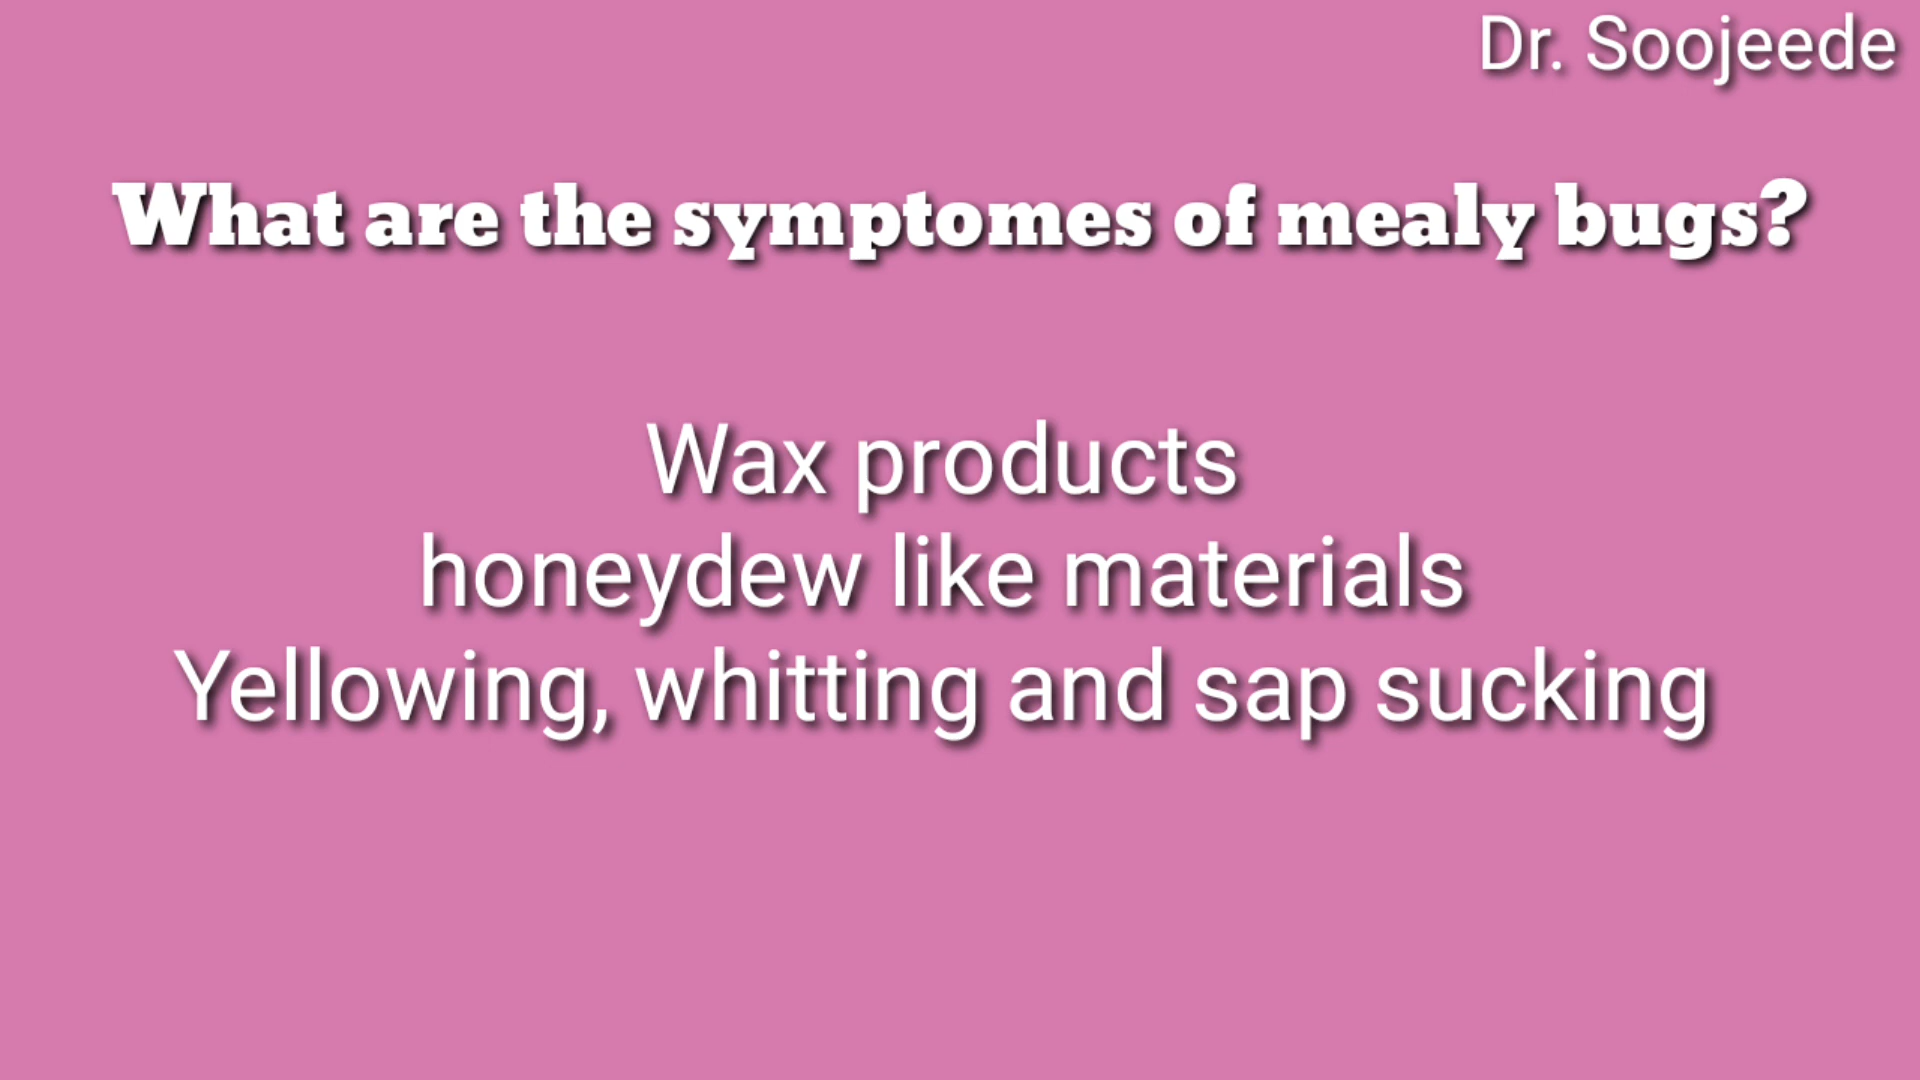 Dr. Soojeede
What are the symptomes of mealy bugs?
Wax products
honeydew like materials
Yellowing, whitting and sap sucking